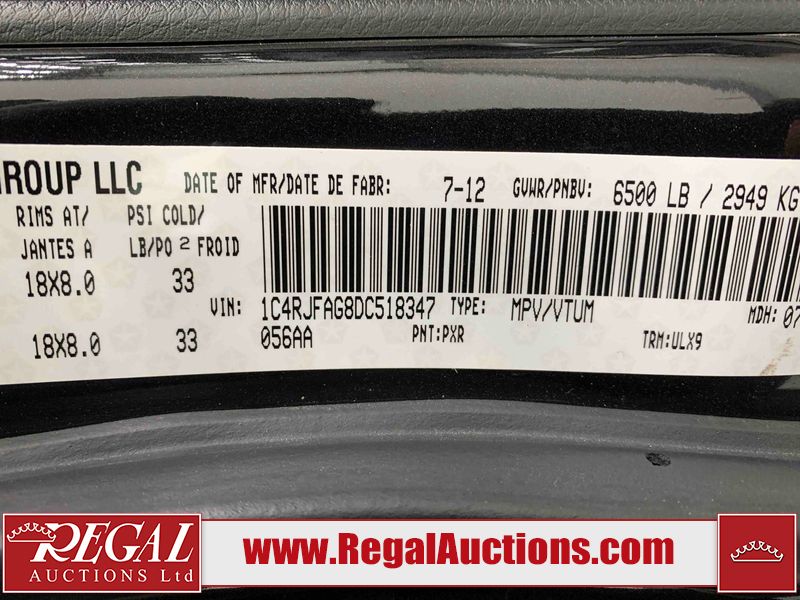 GROUP LLC DATE OF MFR/DATE DE FABR: 7-12 GVWR/PNBV: 6500 LB / 2949 KG
RIMS AT/ PSI COLD/
JANTES A LB/PO 2 FROID
18X8.0 33
VIN: 1C4RJFAG8DC518347 TYPE: MPV/VTUM MDH: 07
18X8.0 33 056AA PNT:PXR TRM:ULX9
REGAL
AUCTIONS Ltd
www.RegalAuctions.com